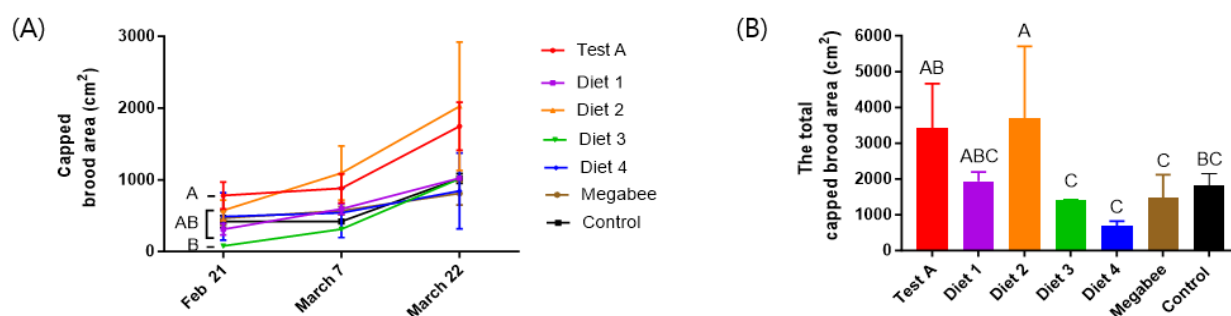 (A)
Capped
brood area (cm²)
3000
2000
1000
0
A
AB
B
Feb 21
March 7
March 22
Test A
Diet 1
Diet 2
Diet 3
Diet 4
Megabee
Control
(B)
The total
capped brood area (cm²)
6000
5000
4000
3000
2000
1000
0
AB
ABC
A
C
C
C
BC
Test A
Diet 1
Diet 2
Diet 3
Diet 4
Megabee
Control